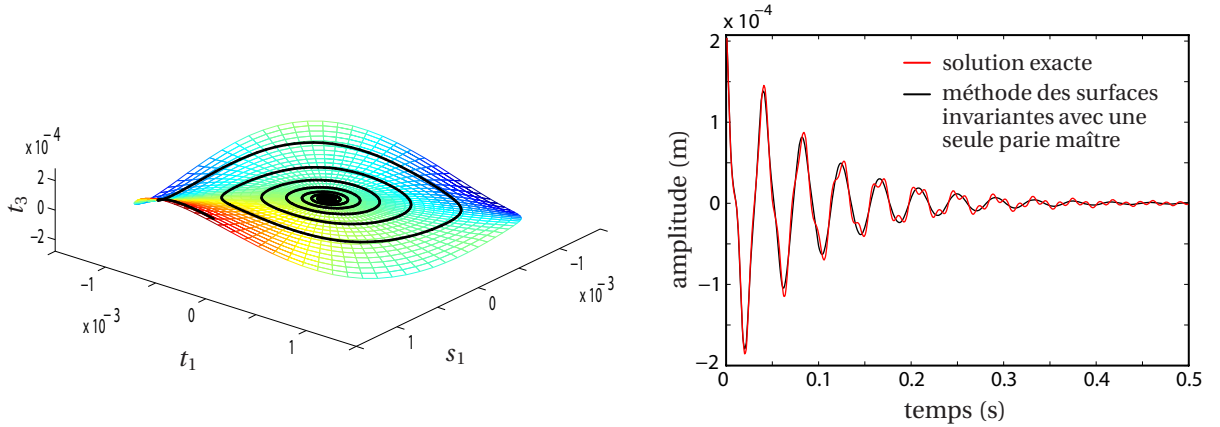 x 10⁻⁴
2
0
−2
t₃
−1
x 10⁻³
0
1
t₁
1
0
−1
x 10⁻³
s₁
x 10⁻⁴
2
1
0
−1
−2
amplitude (m)
solution exacte
méthode des surfaces
invariantes avec une
seule parie maître
0 0.1 0.2 0.3 0.4 0.5
temps (s)